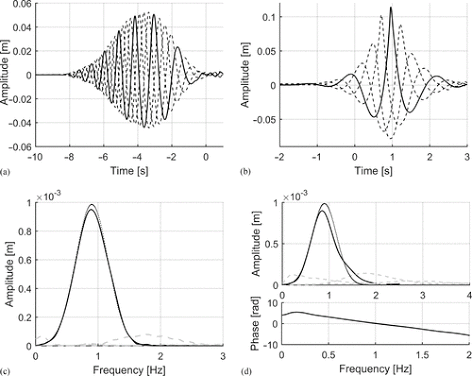 0.06
0.04
0.02
0
-0.02
0.04
0.06
Amplitude [m]
-10 -8 -6 -4 -2 0
Time [s]
(a)
0.1
0.05
0
-0.05
Amplitude [m]
-2 -1 0 1 2 3
Time [s]
(b)
×10⁻³
1
0.8
0.6
0.4
0.2
0
Amplitude [m]
0 1 2 3
Frequency [Hz]
(c)
×10⁻³
1
0.5
0
Amplitude [m]
0 1 2 3 4
10
0
-10
Phase [rad]
0 0.5 1 1.5 2
Frequency [Hz]
(d)